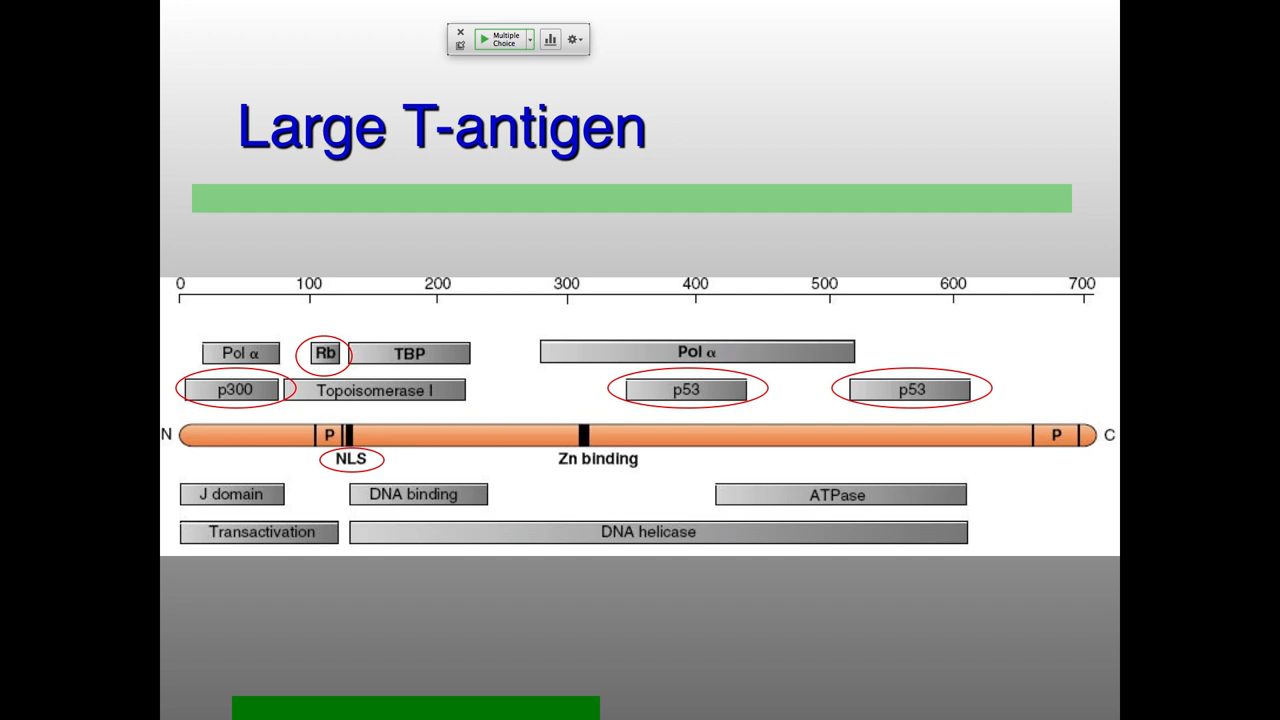 Multiple
Choice
Large T-antigen
0 100 200 300 400 500 600 700
Pol α Rb TBP Pol α
p300 Topoisomerase I p53 p53
N P P C
NLS Zn binding
J domain DNA binding ATPase
Transactivation DNA helicase